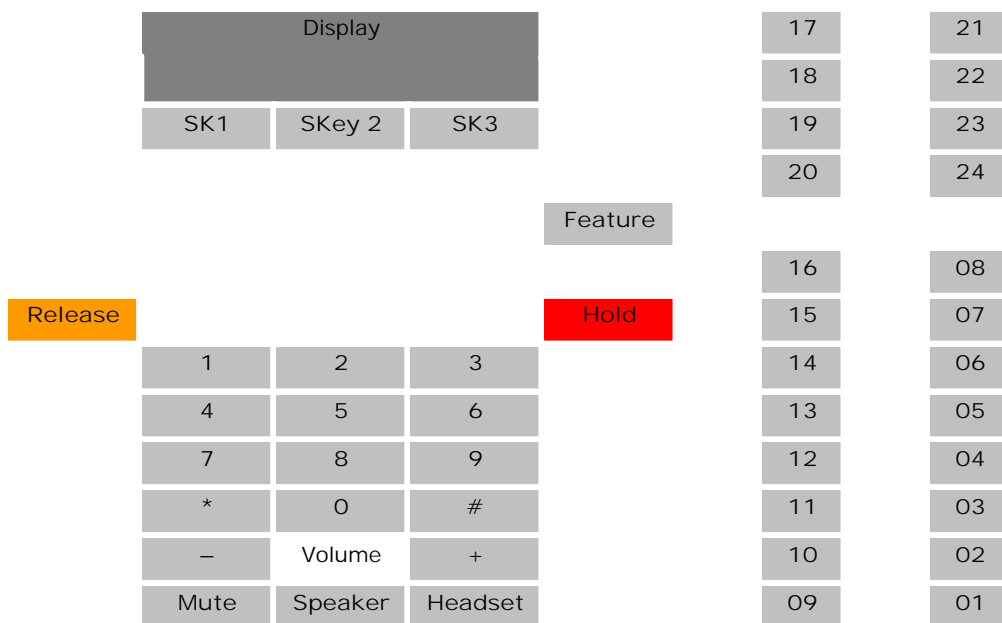 Display 17 21
18 22
SK1 SKey 2 SK3 19 23
20 24
Feature
16 08
Release Hold 15 07
1 2 3 14 06
4 5 6 13 05
7 8 9 12 04
* 0 # 11 03
– Volume + 10 02
Mute Speaker Headset 09 01